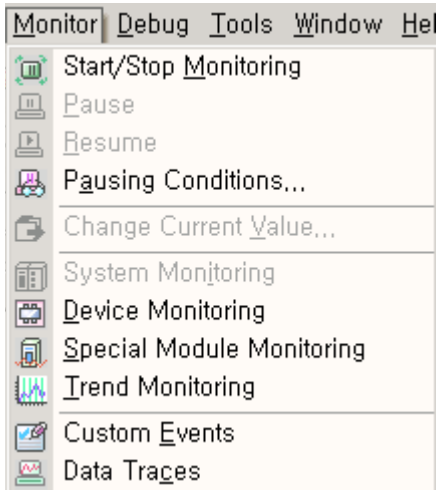 Monitor Debug Tools Window Hel
Start/Stop Monitoring
Pause
Resume
Pausing Conditions...
Change Current Value...
System Monitoring
Device Monitoring
Special Module Monitoring
Trend Monitoring
Custom Events
Data Traces